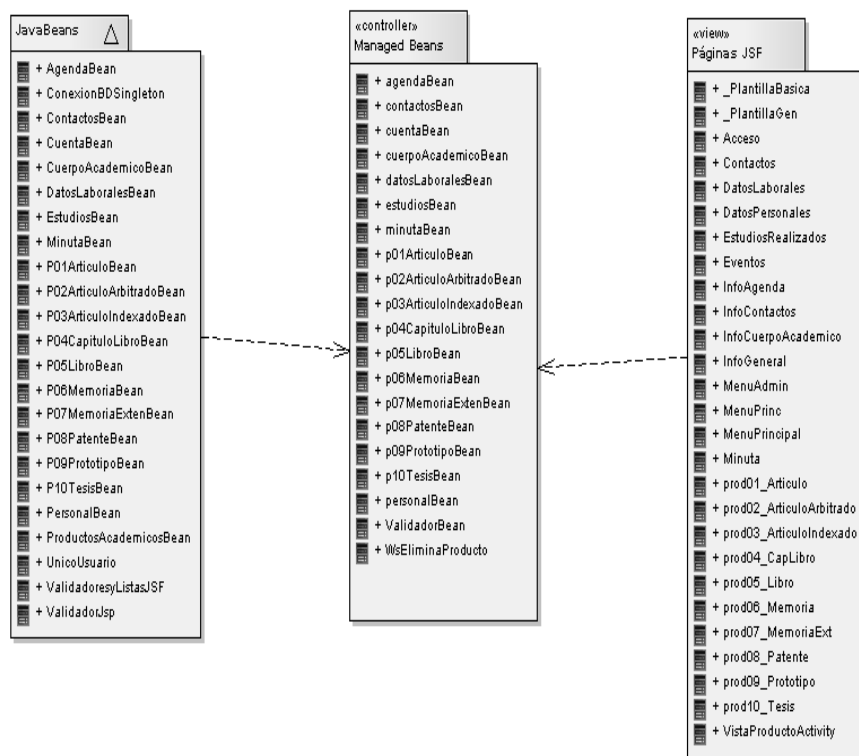 JavaBeans
+ AgendaBean
+ ConexionBDSingleton
+ ContactosBean
+ CuentaBean
+ CuerpoAcademicoBean
+ DatosLaboralesBean
+ EstudiosBean
+ MinutaBean
+ P01ArticuloBean
+ P02ArticuloArbitradoBean
+ P03ArticuloIndexadoBean
+ P04CapituloLibroBean
+ P05LibroBean
+ P06MemoriaBean
+ P07MemoriaExtenBean
+ P08PatenteBean
+ P09PrototipoBean
+ P10TesisBean
+ PersonalBean
+ ProductosAcademicosBean
+ UnicoUsuario
+ ValidadoresyListasJSF
+ ValidadorJsp
«controller»
Managed Beans
+ agendaBean
+ contactosBean
+ cuentaBean
+ cuerpoAcademicoBean
+ datosLaboralesBean
+ estudiosBean
+ minutaBean
+ p01ArticuloBean
+ p02ArticuloArbitradoBean
+ p03ArticuloIndexadoBean
+ p04CapituloLibroBean
+ p05LibroBean
+ p06MemoriaBean
+ p07MemoriaExtenBean
+ p08PatenteBean
+ p09PrototipoBean
+ p10TesisBean
+ personalBean
+ ValidadorBean
+ WsEliminaProducto
«view»
Páginas JSF
+ _PlantillaBasica
+ _PlantillaGen
+ Acceso
+ Contactos
+ DatosLaborales
+ DatosPersonales
+ EstudiosRealizados
+ Eventos
+ InfoAgenda
+ InfoContactos
+ InfoCuerpoAcademico
+ InfoGeneral
+ MenuAdmin
+ MenuPrinc
+ MenuPrincipal
+ Minuta
+ prod01_Articulo
+ prod02_ArticuloArbitrado
+ prod03_ArticuloIndexado
+ prod04_CapLibro
+ prod05_Libro
+ prod06_Memoria
+ prod07_MemoriaExt
+ prod08_Patente
+ prod09_Prototipo
+ prod10_Tesis
+ VistaProductoActivity